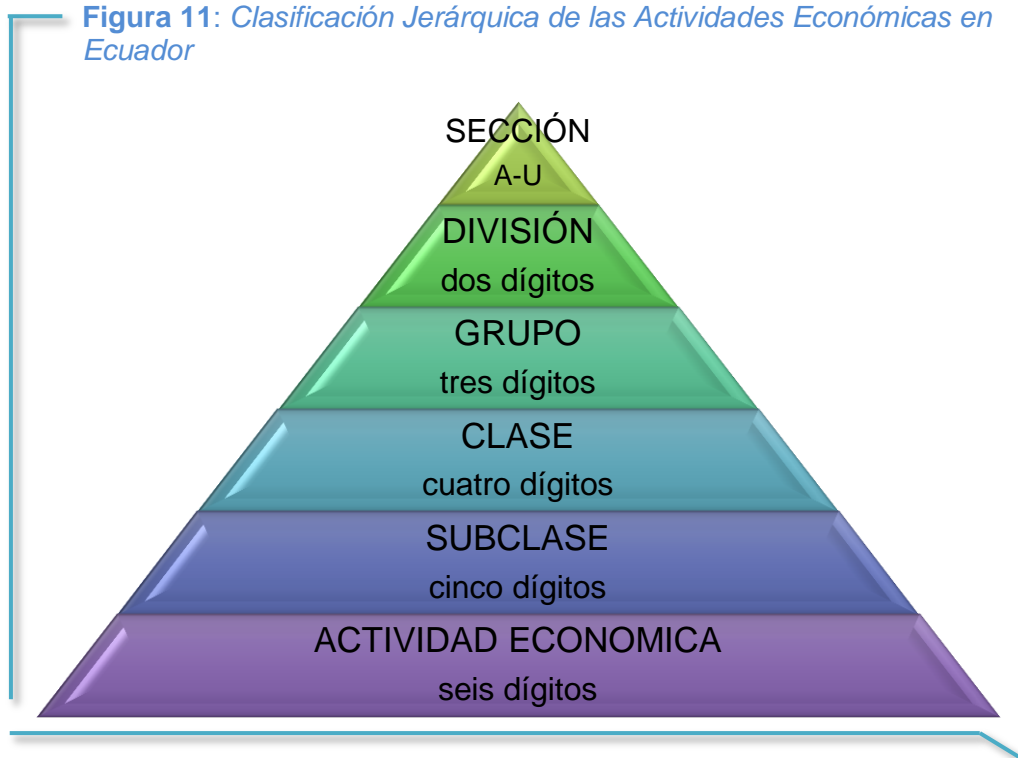 Figura 11: Clasificación Jerárquica de las Actividades Económicas en
Ecuador
SECCIÓN
A-U
DIVISIÓN
dos dígitos
GRUPO
tres dígitos
CLASE
cuatro dígitos
SUBCLASE
cinco dígitos
ACTIVIDAD ECONOMICA
seis dígitos